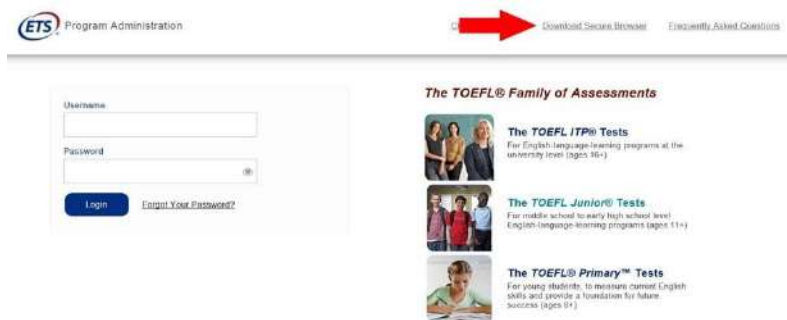 ETS Program Administration
Download Secure Browser
Frequently Asked Questions
The TOEFL® Family of Assessments
Username
Password
Login
Forgot Your Password?
The TOEFL ITP® Tests
For English-language-learning programs at the
university level (ages 16+)
The TOEFL Junior® Tests
For middle school to early high school level
English-language-learning programs (ages 11+)
The TOEFL® Primary™ Tests
For young students, to measure current English
skills and provide a foundation for future
success (ages 8+)